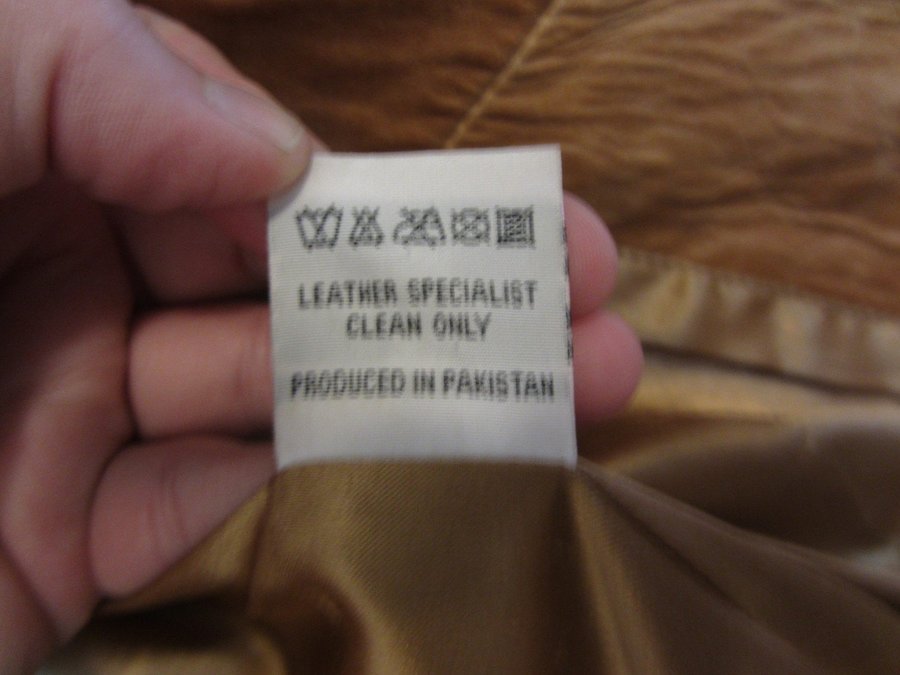 LEATHER SPECIALIST
CLEAN ONLY
PRODUCED IN PAKISTAN